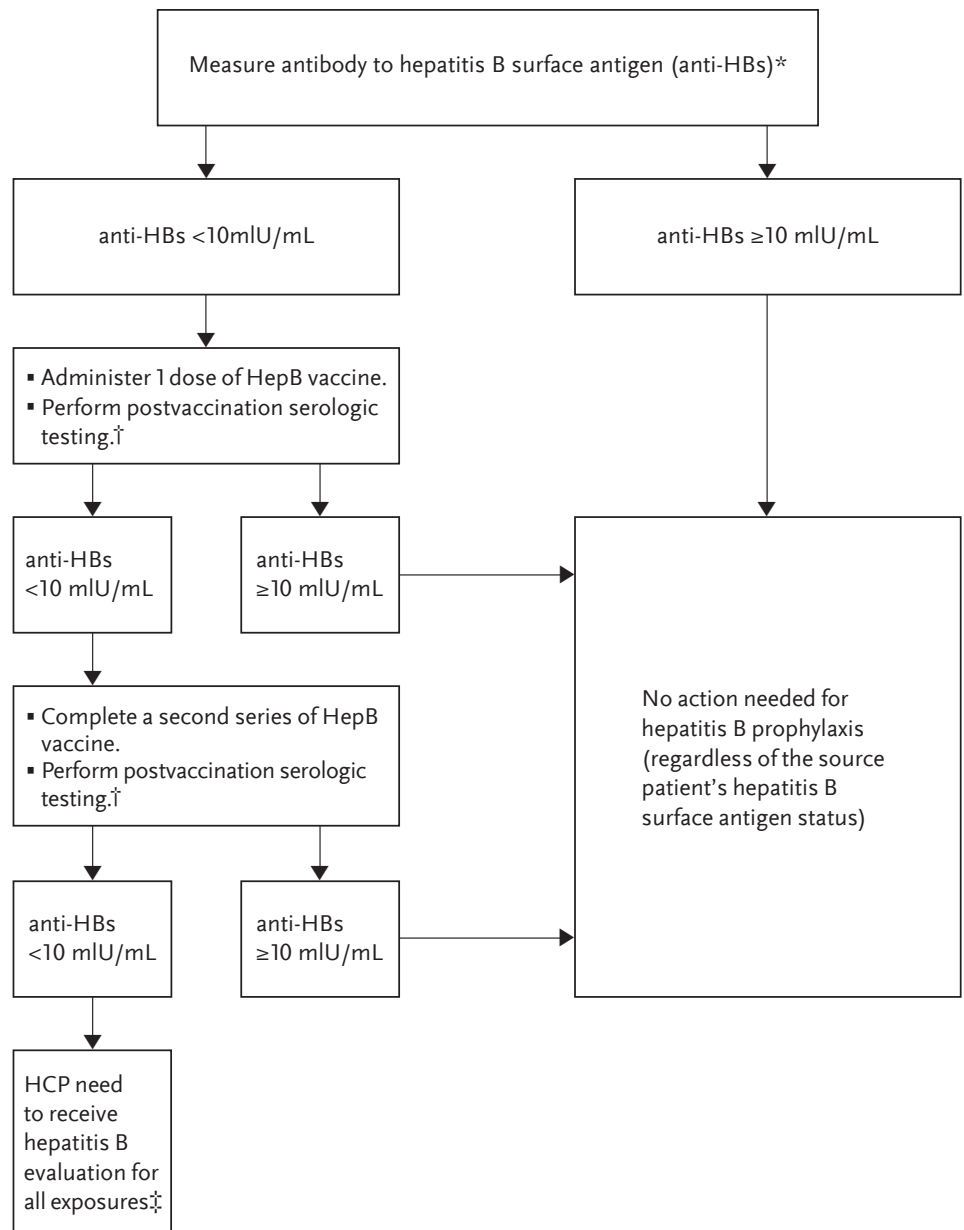 Measure antibody to hepatitis B surface antigen (anti-HBs)*
anti-HBs <10mlU/mL
anti-HBs ≥10 mlU/mL
▪ Administer 1 dose of HepB vaccine.
▪ Perform postvaccination serologic
testing.†
anti-HBs
<10 mlU/mL
anti-HBs
≥10 mlU/mL
No action needed for
hepatitis B prophylaxis
(regardless of the source
patient’s hepatitis B
surface antigen status)
▪ Complete a second series of HepB
vaccine.
▪ Perform postvaccination serologic
testing.†
anti-HBs
<10 mlU/mL
anti-HBs
≥10 mlU/mL
HCP need
to receive
hepatitis B
evaluation for
all exposures‡